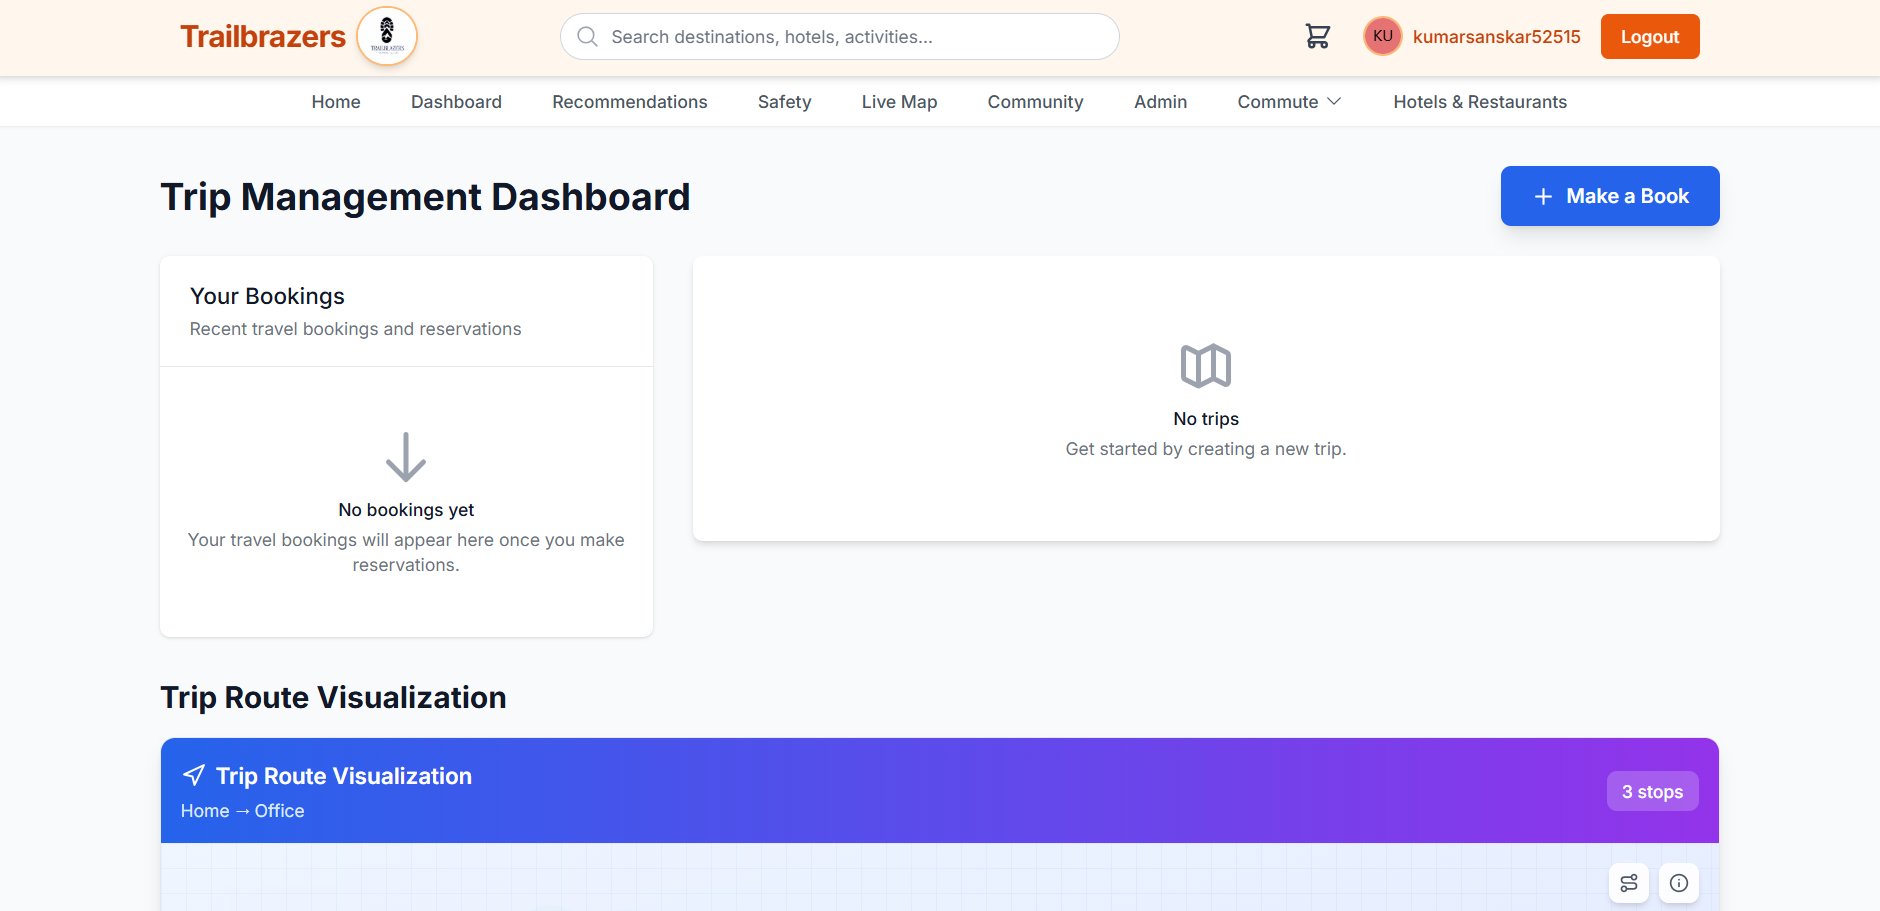 Trailbrazers
TRAILBLAZERS
Search destinations, hotels, activities...
KU
kumarsanskar52515
Logout
Home
Dashboard
Recommendations
Safety
Live Map
Community
Admin
Commute
Hotels & Restaurants
Trip Management Dashboard
+ Make a Book
Your Bookings
Recent travel bookings and reservations
No bookings yet
Your travel bookings will appear here once you make
reservations.
No trips
Get started by creating a new trip.
Trip Route Visualization
Trip Route Visualization
Home → Office
3 stops